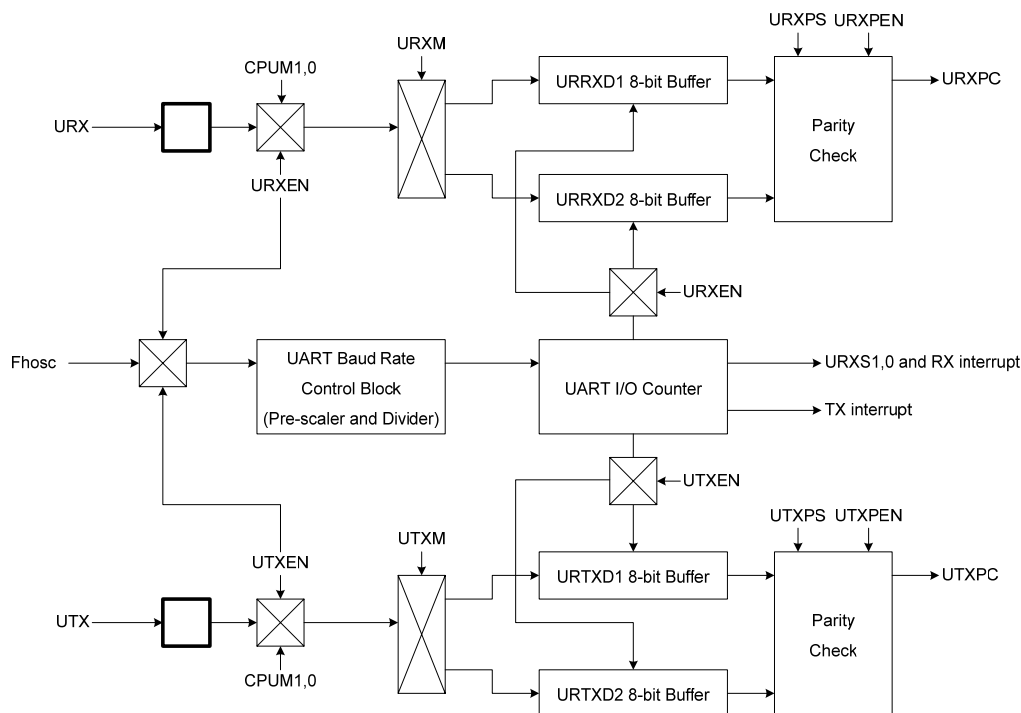 URXPS URXPEN
URXM
CPUM1,0
URRXD1 8-bit Buffer
URXPC
URX
Parity
Check
URXEN
URRXD2 8-bit Buffer
URXEN
Fhosc
UART Baud Rate
Control Block
(Pre-scaler and Divider)
UART I/O Counter
URXS1,0 and RX interrupt
TX interrupt
UTXEN
UTXPS UTXPEN
UTXM
UTXEN
URTXD1 8-bit Buffer
UTXPC
UTX
Parity
Check
CPUM1,0
URTXD2 8-bit Buffer